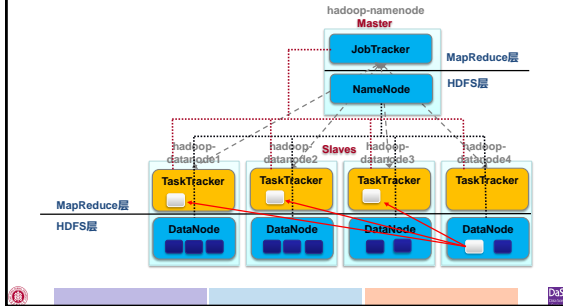 hadoop-namenode
Master
JobTracker
MapReduce层
HDFS层
NameNode
Slaves
hadoop-datanode1
hadoop-datanode2
hadoop-datanode3
hadoop-datanode4
TaskTracker
TaskTracker
TaskTracker
TaskTracker
MapReduce层
HDFS层
DataNode
DataNode
DataNode
DataNode
DaS